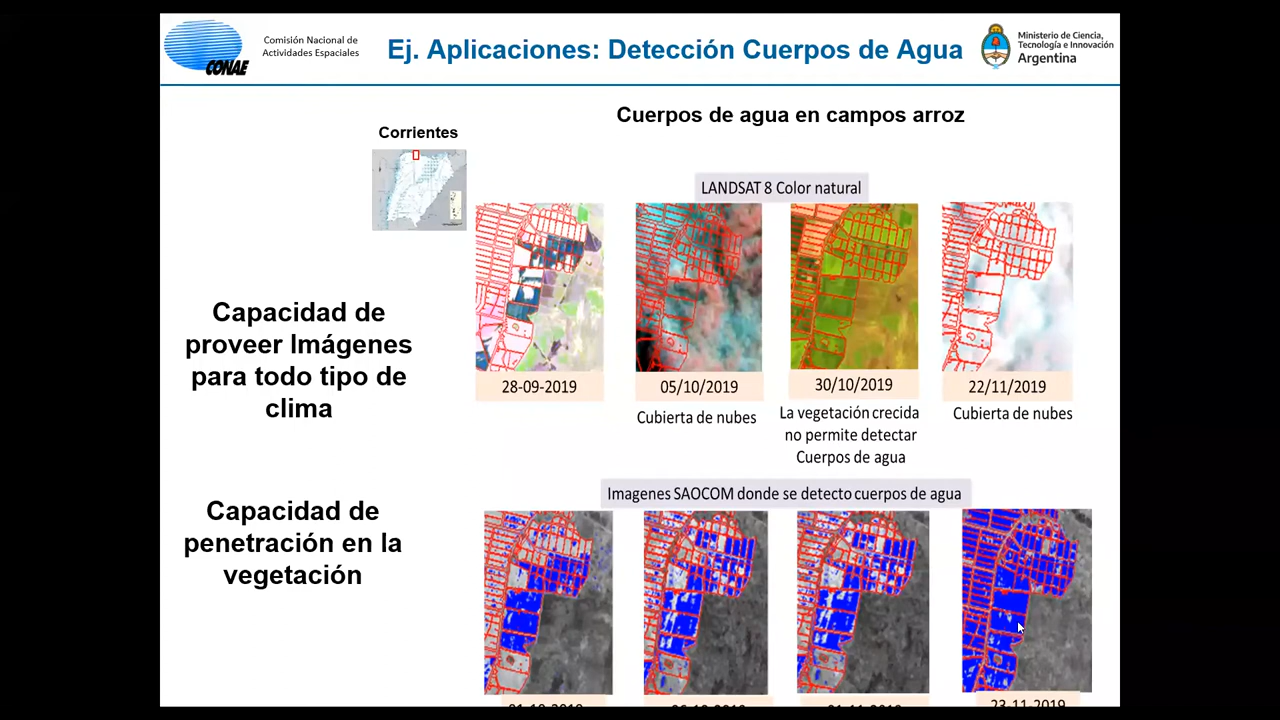 CONAE
Comisión Nacional de
Actividades Espaciales
Ej. Aplicaciones: Detección Cuerpos de Agua
Ministerio de Ciencia,
Tecnología e Innovación
Argentina
Cuerpos de agua en campos arroz
Corrientes
LANDSAT 8 Color natural
Capacidad de
proveer Imágenes
para todo tipo de
clima
28-09-2019
05/10/2019
30/10/2019
22/11/2019
Cubierta de nubes
La vegetación crecida
no permite detectar
Cuerpos de agua
Cubierta de nubes
Imagenes SAOCOM donde se detecto cuerpos de agua
Capacidad de
penetración en la
vegetación
23-11-2019